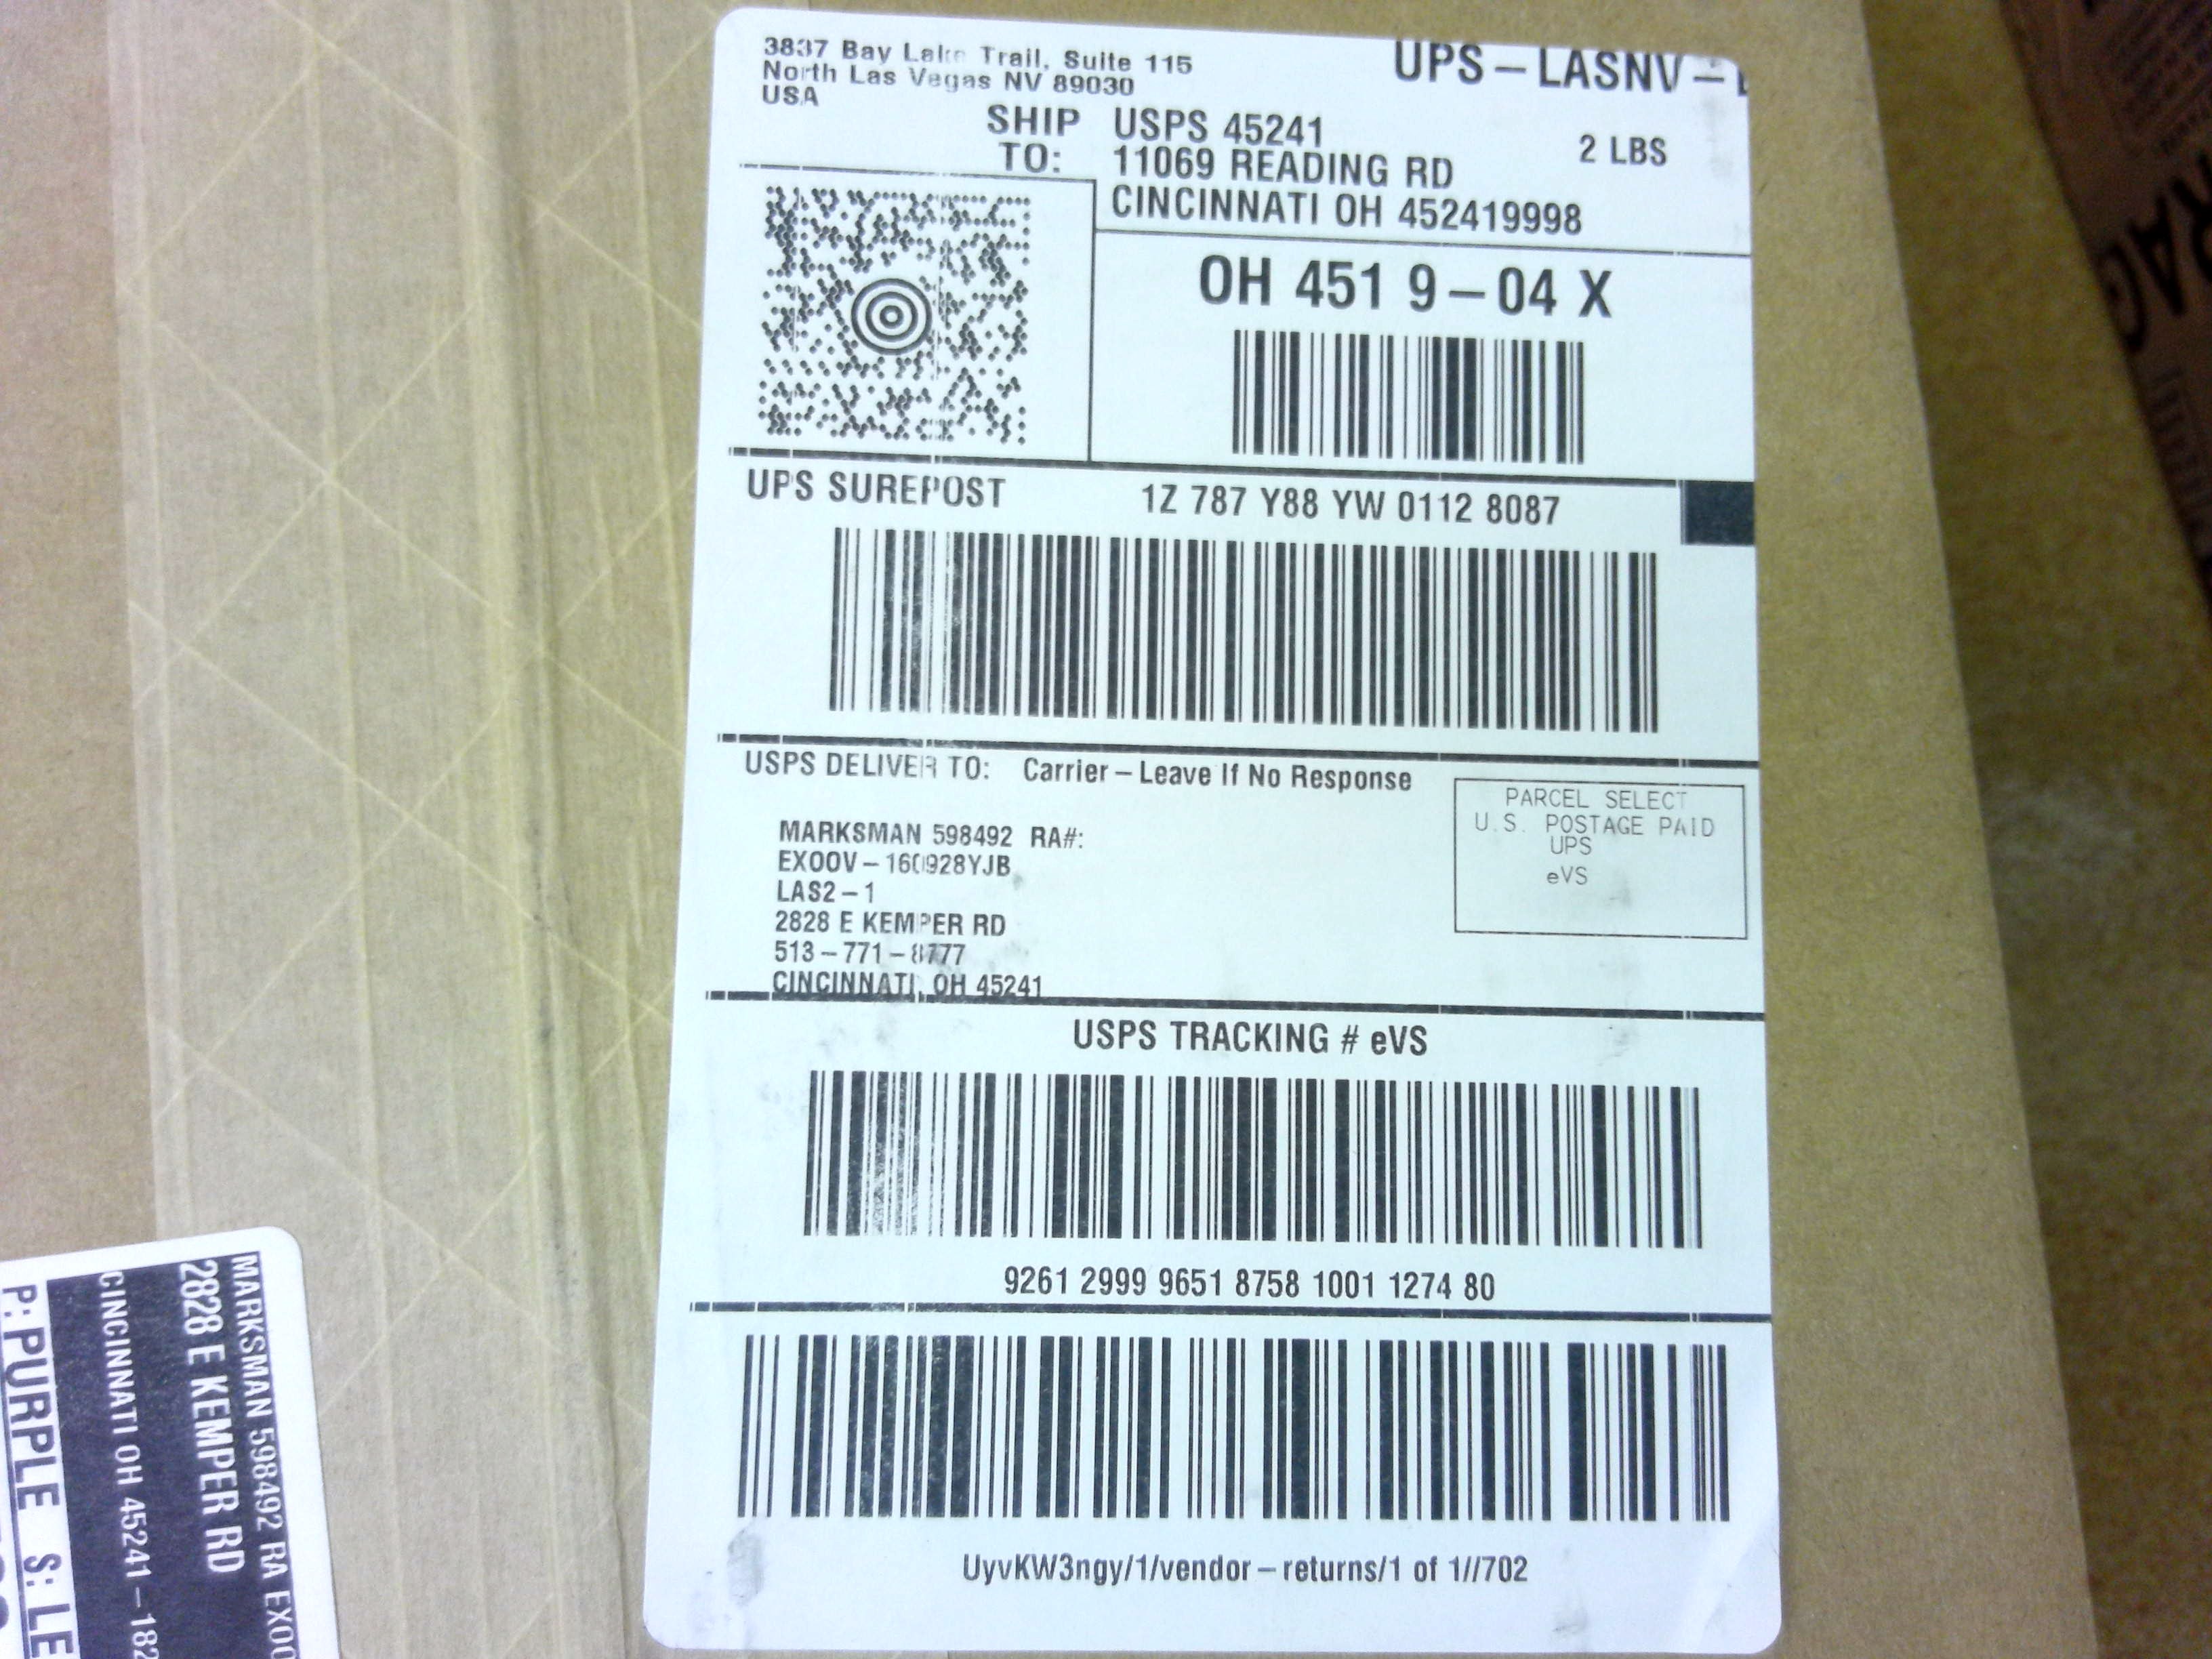 3837 Bay Lake Trail, Suite 115
North Las Vegas NV 89030
USA
UPS – LASNV –
SHIP TO:
USPS 45241
11069 READING RD
CINCINNATI OH 452419998
2 LBS
OH 451 9 – 04 X
UPS SUREPOST
1Z 787 Y88 YW 0112 8087
USPS DELIVER TO: Carrier – Leave If No Response
MARKSMAN 598492 RA#:
EXOOV – 160928YJB
LAS2 – 1
2828 E KEMPER RD
513 – 771 – 8777
CINCINNATI, OH 45241
PARCEL SELECT
U.S. POSTAGE PAID
UPS
eVS
USPS TRACKING # eVS
9261 2999 9651 8758 1001 1274 80
UyvKW3ngy/1/vendor – returns/1 of 1//702
MARKSMAN 598492 RA EXOO
2828 E KEMPER RD
CINCINNATI OH 45241 – 182
P: PURPLE S: LE